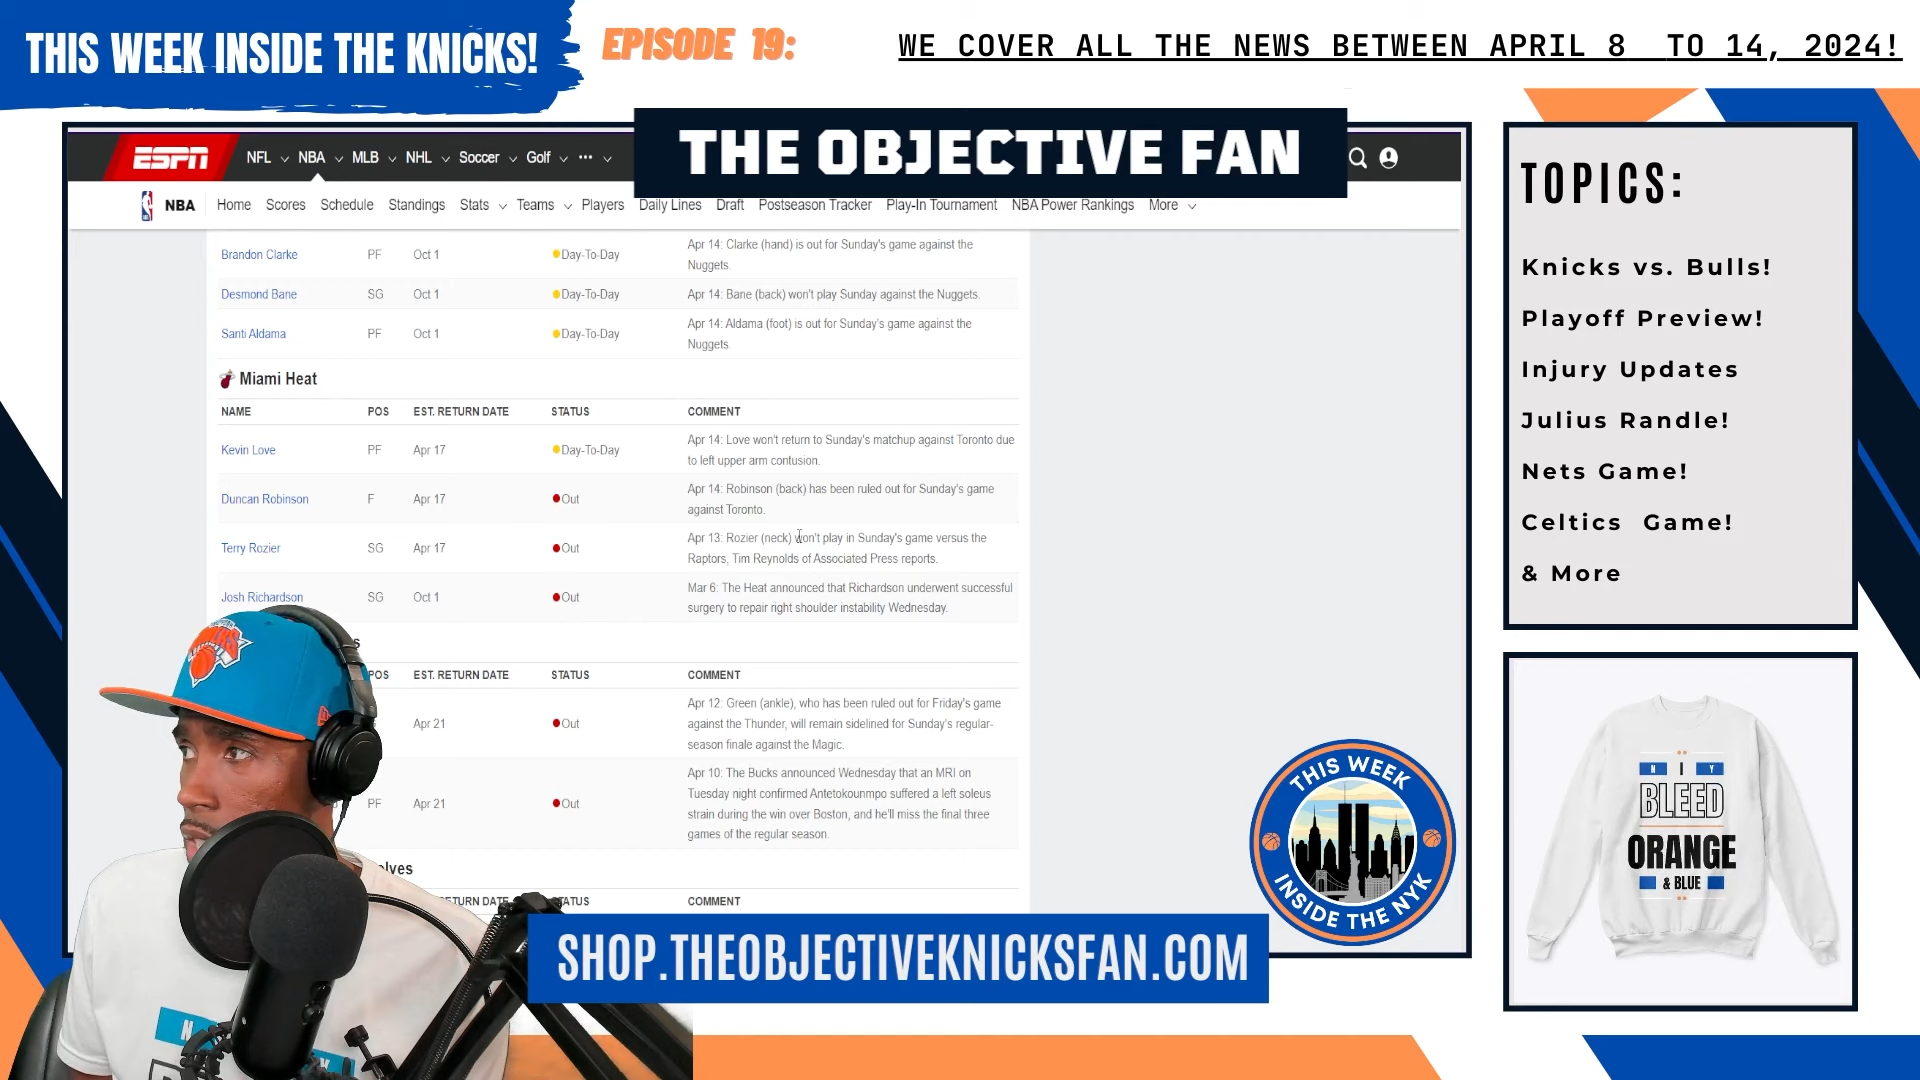 THIS WEEK INSIDE THE KNICKS!
EPISODE 19:
WE COVER ALL THE NEWS BETWEEN APRIL 8 TO 14, 2024!
THE OBJECTIVE FAN
ESPN NFL NBA MLB NHL Soccer Golf ...
NBA Home Scores Schedule Standings Stats Teams Players Daily Lines Draft Postseason Tracker Play-In Tournament NBA Power Rankings More
Brandon Clarke PF Oct 1 Day-To-Day Apr 14: Clarke (hand) is out for Sunday's game against the
Nuggets.
Desmond Bane SG Oct 1 Day-To-Day Apr 14: Bane (back) won't play Sunday against the Nuggets.
Santi Aldama PF Oct 1 Day-To-Day Apr 14: Aldama (foot) is out for Sunday's game against the
Nuggets.
Miami Heat
NAME POS EST. RETURN DATE STATUS COMMENT
Kevin Love PF Apr 17 Day-To-Day Apr 14: Love won't return to Sunday's matchup against Toronto due
to left upper arm contusion.
Duncan Robinson F Apr 17 Out Apr 14: Robinson (back) has been ruled out for Sunday's game
against Toronto.
Terry Rozier SG Apr 17 Out Apr 13: Rozier (neck) won't play in Sunday's game versus the
Raptors, Tim Reynolds of Associated Press reports.
Josh Richardson SG Oct 1 Out Mar 6: The Heat announced that Richardson underwent successful
surgery to repair right shoulder instability Wednesday.
POS EST. RETURN DATE STATUS COMMENT
Apr 21 Out Apr 12: Green (ankle), who has been ruled out for Friday's game
against the Thunder, will remain sidelined for Sunday's regular-
season finale against the Magic.
PF Apr 21 Out Apr 10: The Bucks announced Wednesday that an MRI on
Tuesday night confirmed Antetokounmpo suffered a left soleus
strain during the win over Boston, and he'll miss the final three
games of the regular season.
olves
TURN DATE STATUS COMMENT
SHOP.THEOBJECTIVEKNICKSFAN.COM
THIS WEEK
INSIDE THE NYK
TOPICS:
Knicks vs. Bulls!
Playoff Preview!
Injury Updates
Julius Randle!
Nets Game!
Celtics Game!
& More
N I Y
BLEED
ORANGE
& BLUE